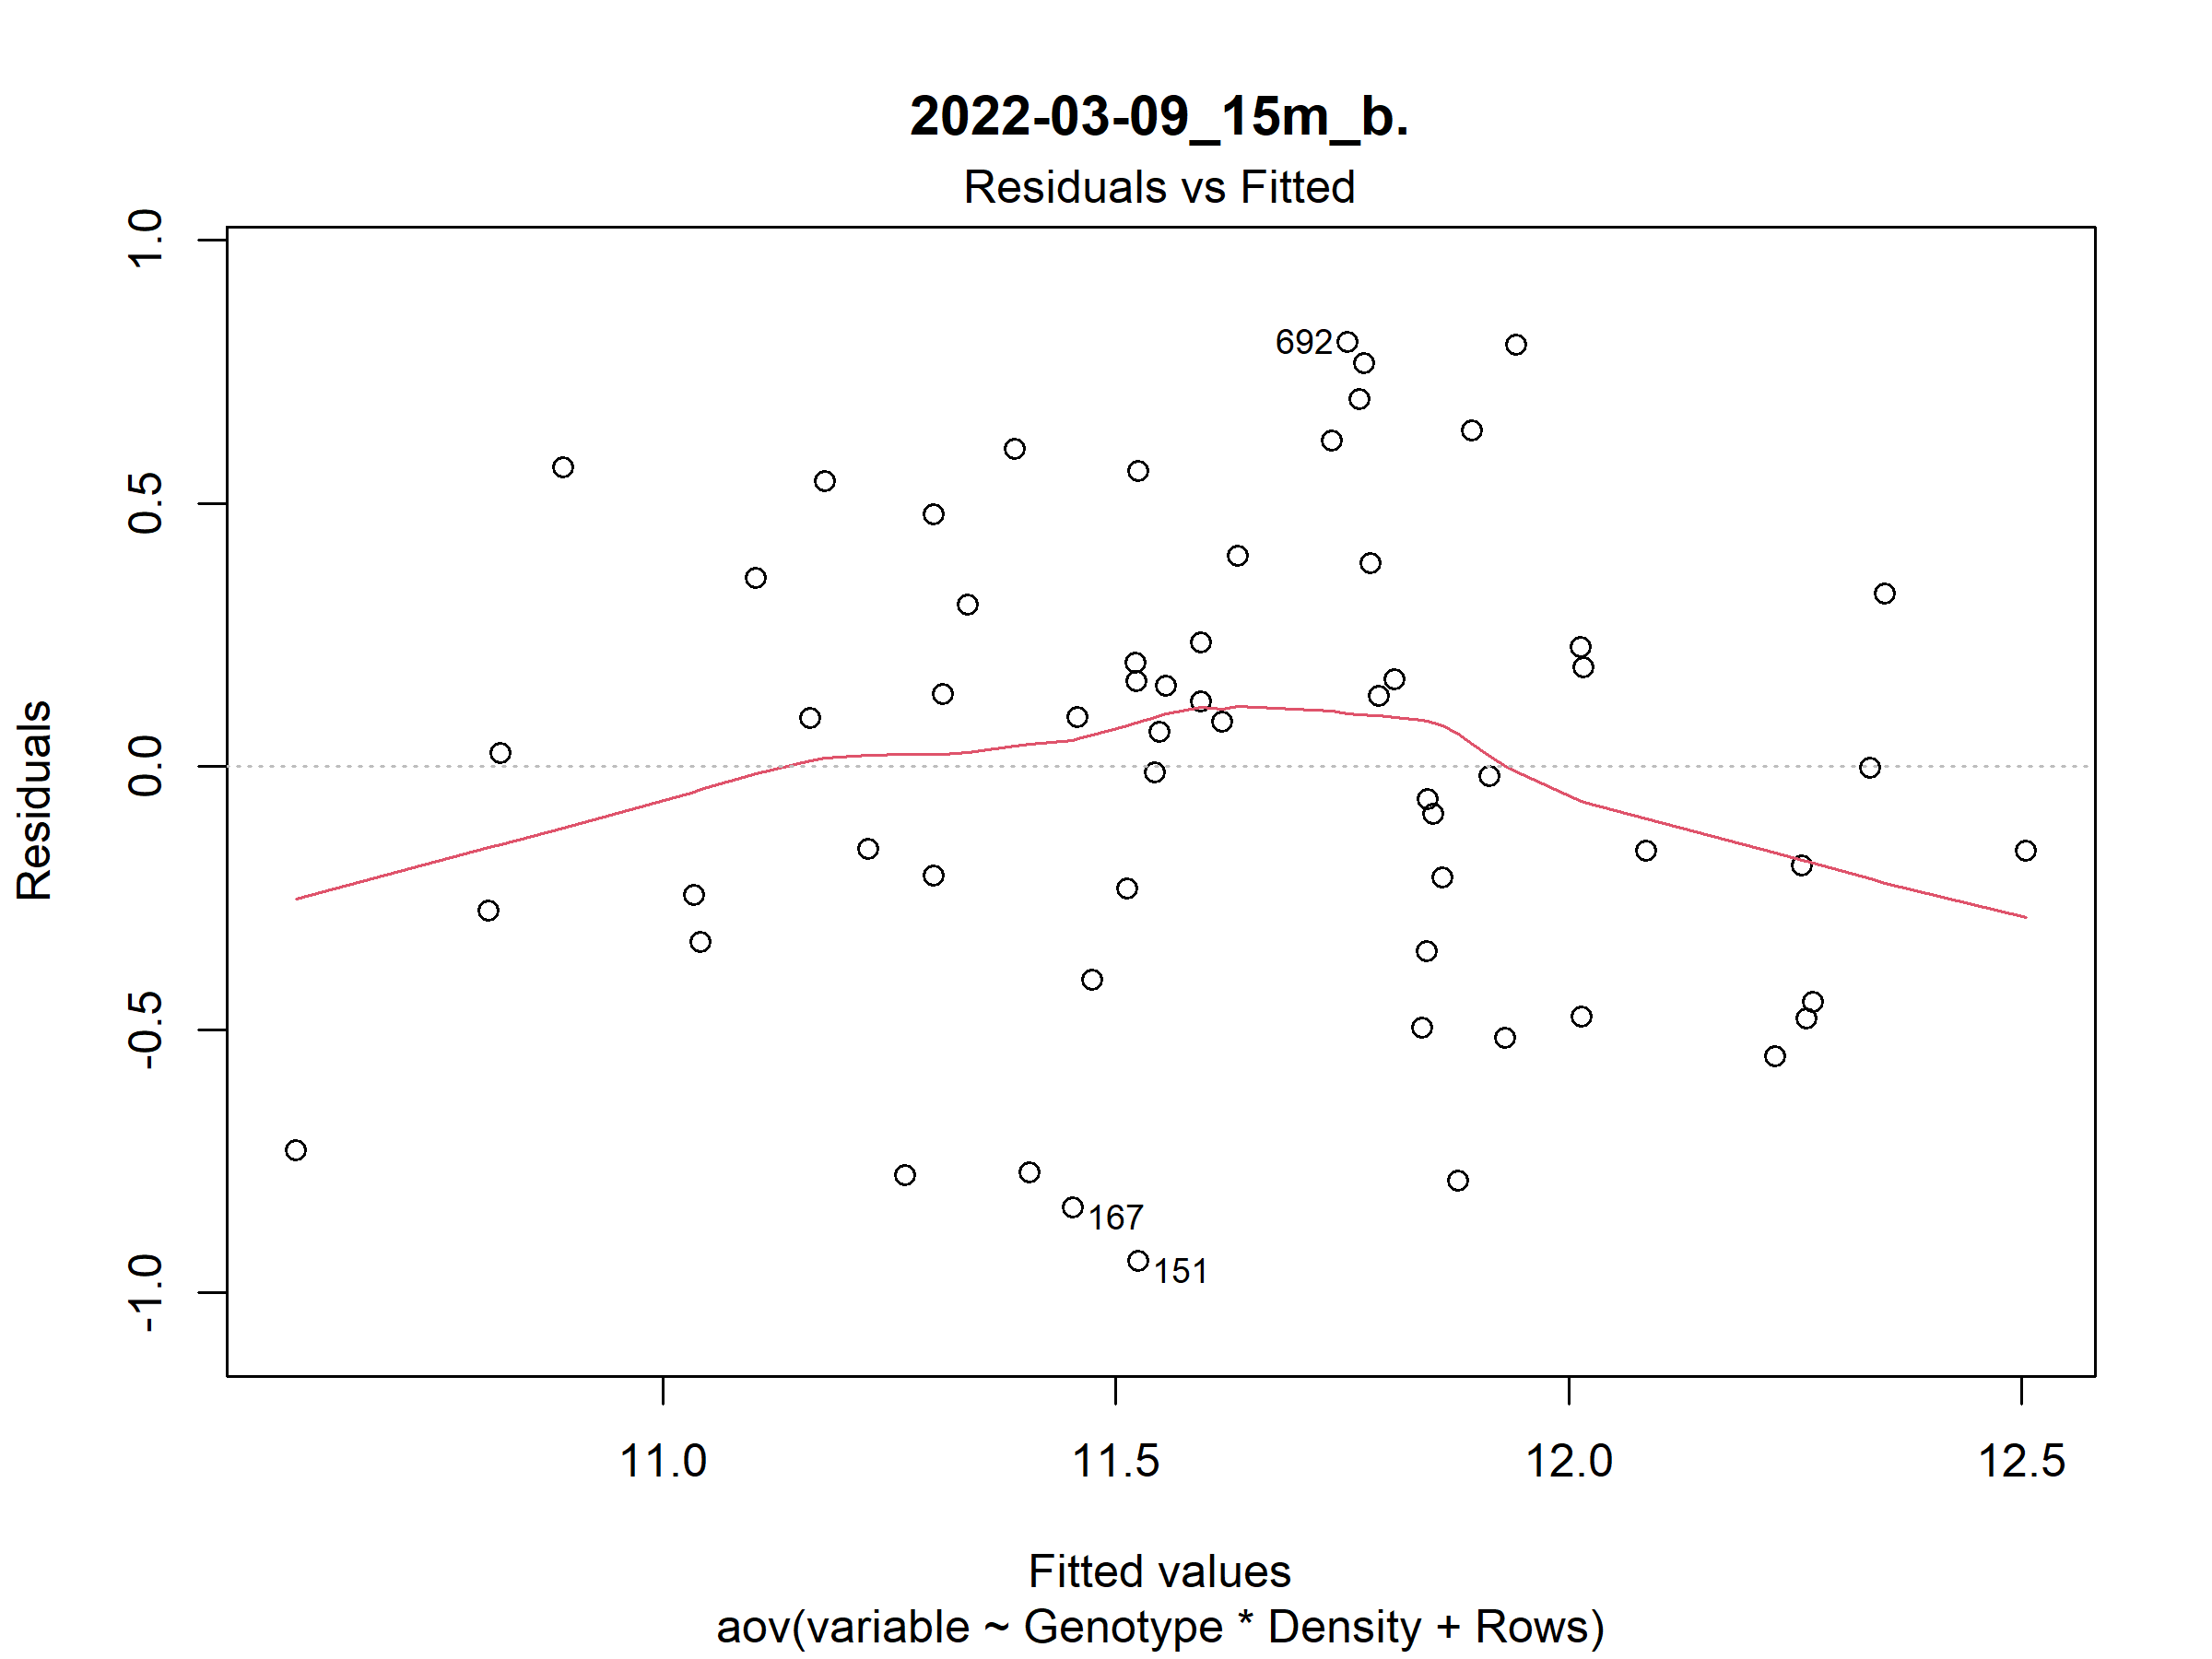 2022-03-09_15m_b.
Residuals vs Fitted
1.0
0.5
0.0
-0.5
-1.0
Residuals
692
167
151
11.0 11.5 12.0 12.5
Fitted values
aov(variable ~ Genotype * Density + Rows)